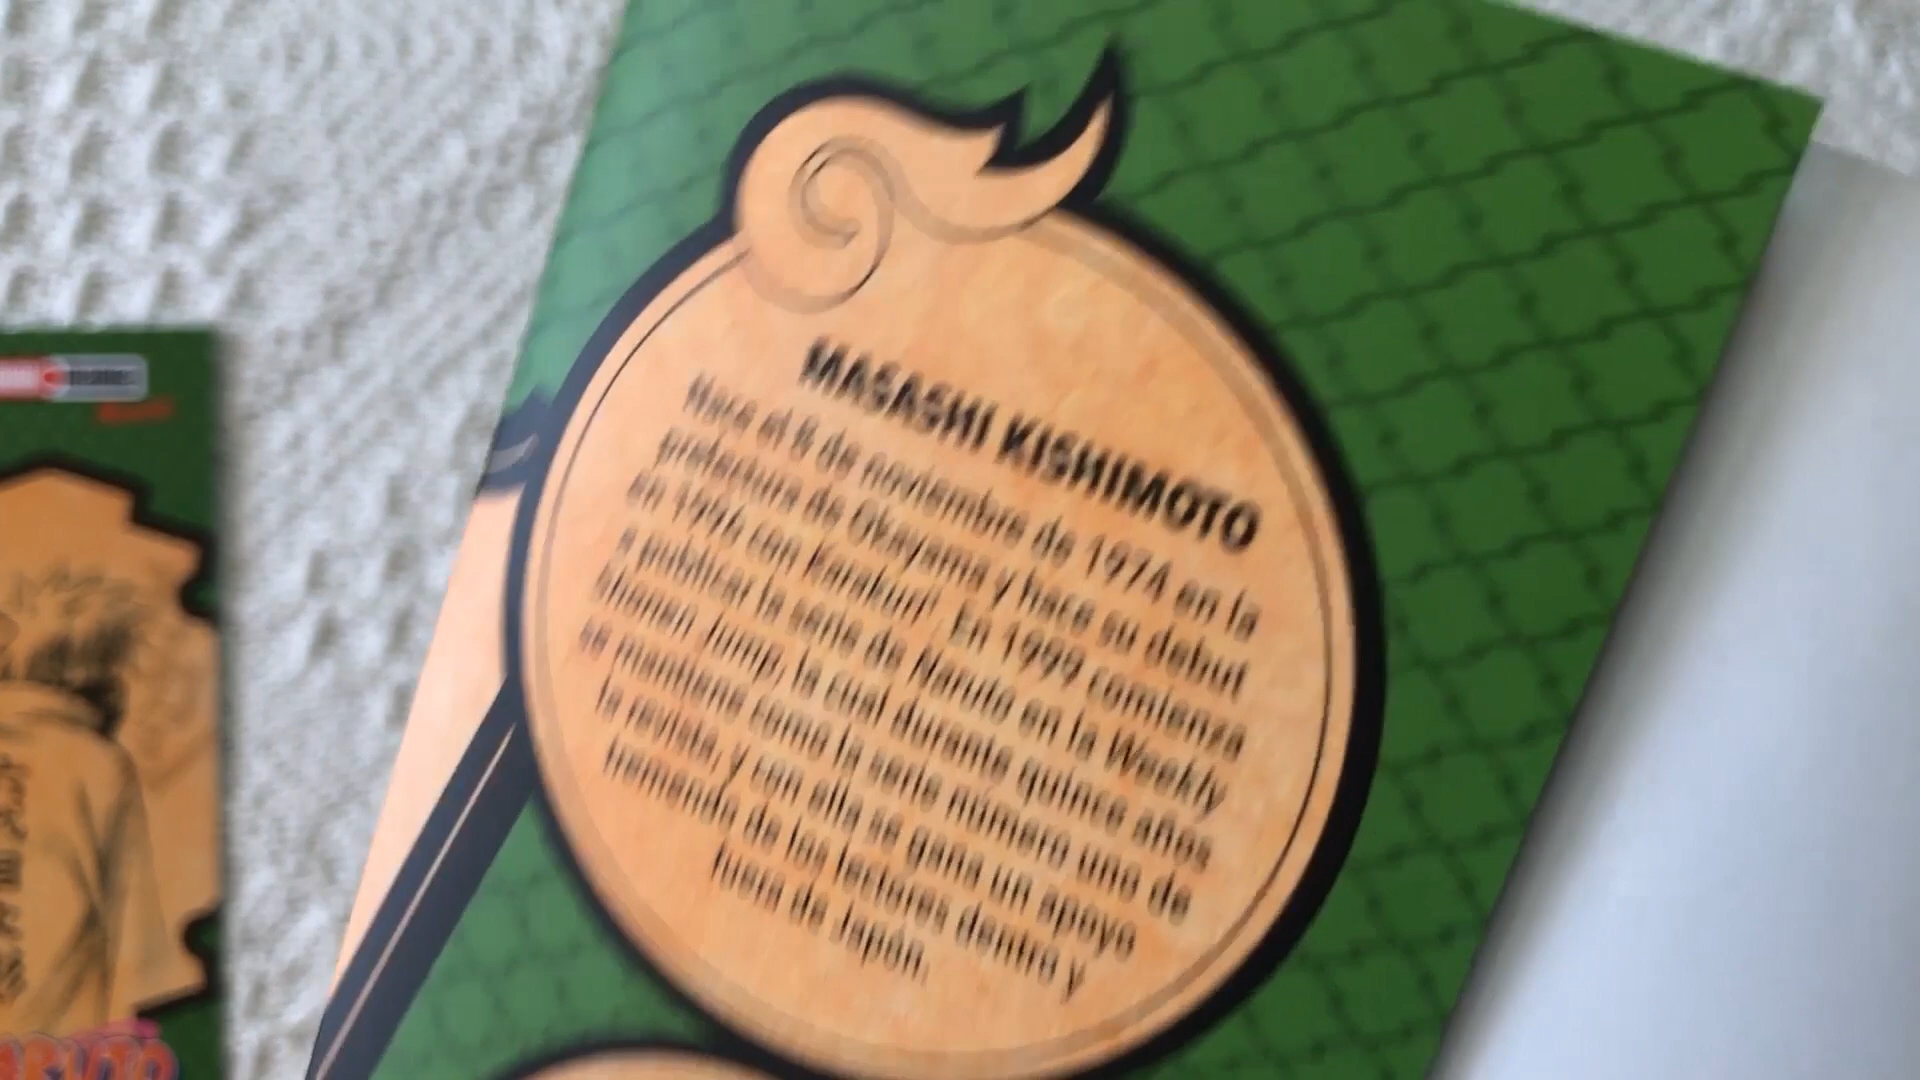 MASASHI KISHIMOTO
Nace el 8 de noviembre de 1974 en la
prefectura de Okayama y hace su debut
en 1996 con Karakuri. En 1999 comienza
a publicar la serie de Naruto en la Weekly
Shonen Jump, la cual durante quince años
se mantiene como la serie número uno de
la revista, y con ella se gana un apoyo
tremendo de los lectores dentro y
fuera de Japón.